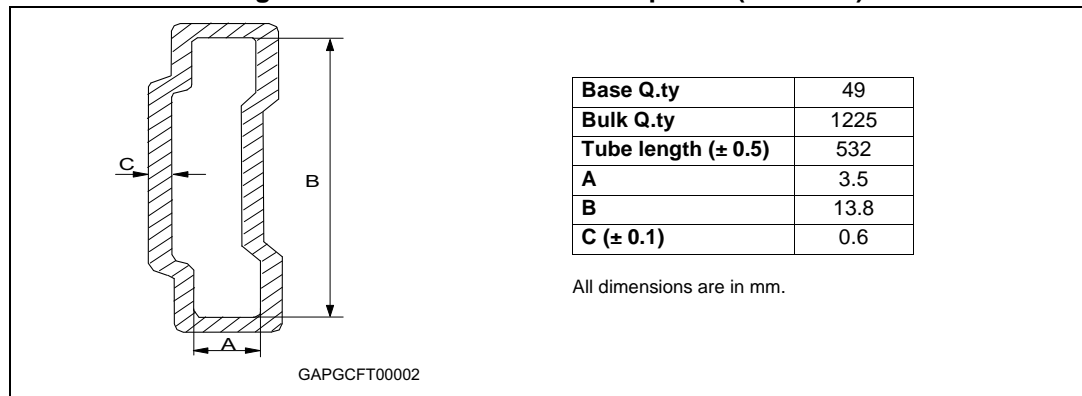 C
B
A
GAPGCFT00002
Base Q.ty 49
Bulk Q.ty 1225
Tube length (± 0.5) 532
A 3.5
B 13.8
C (± 0.1) 0.6
All dimensions are in mm.